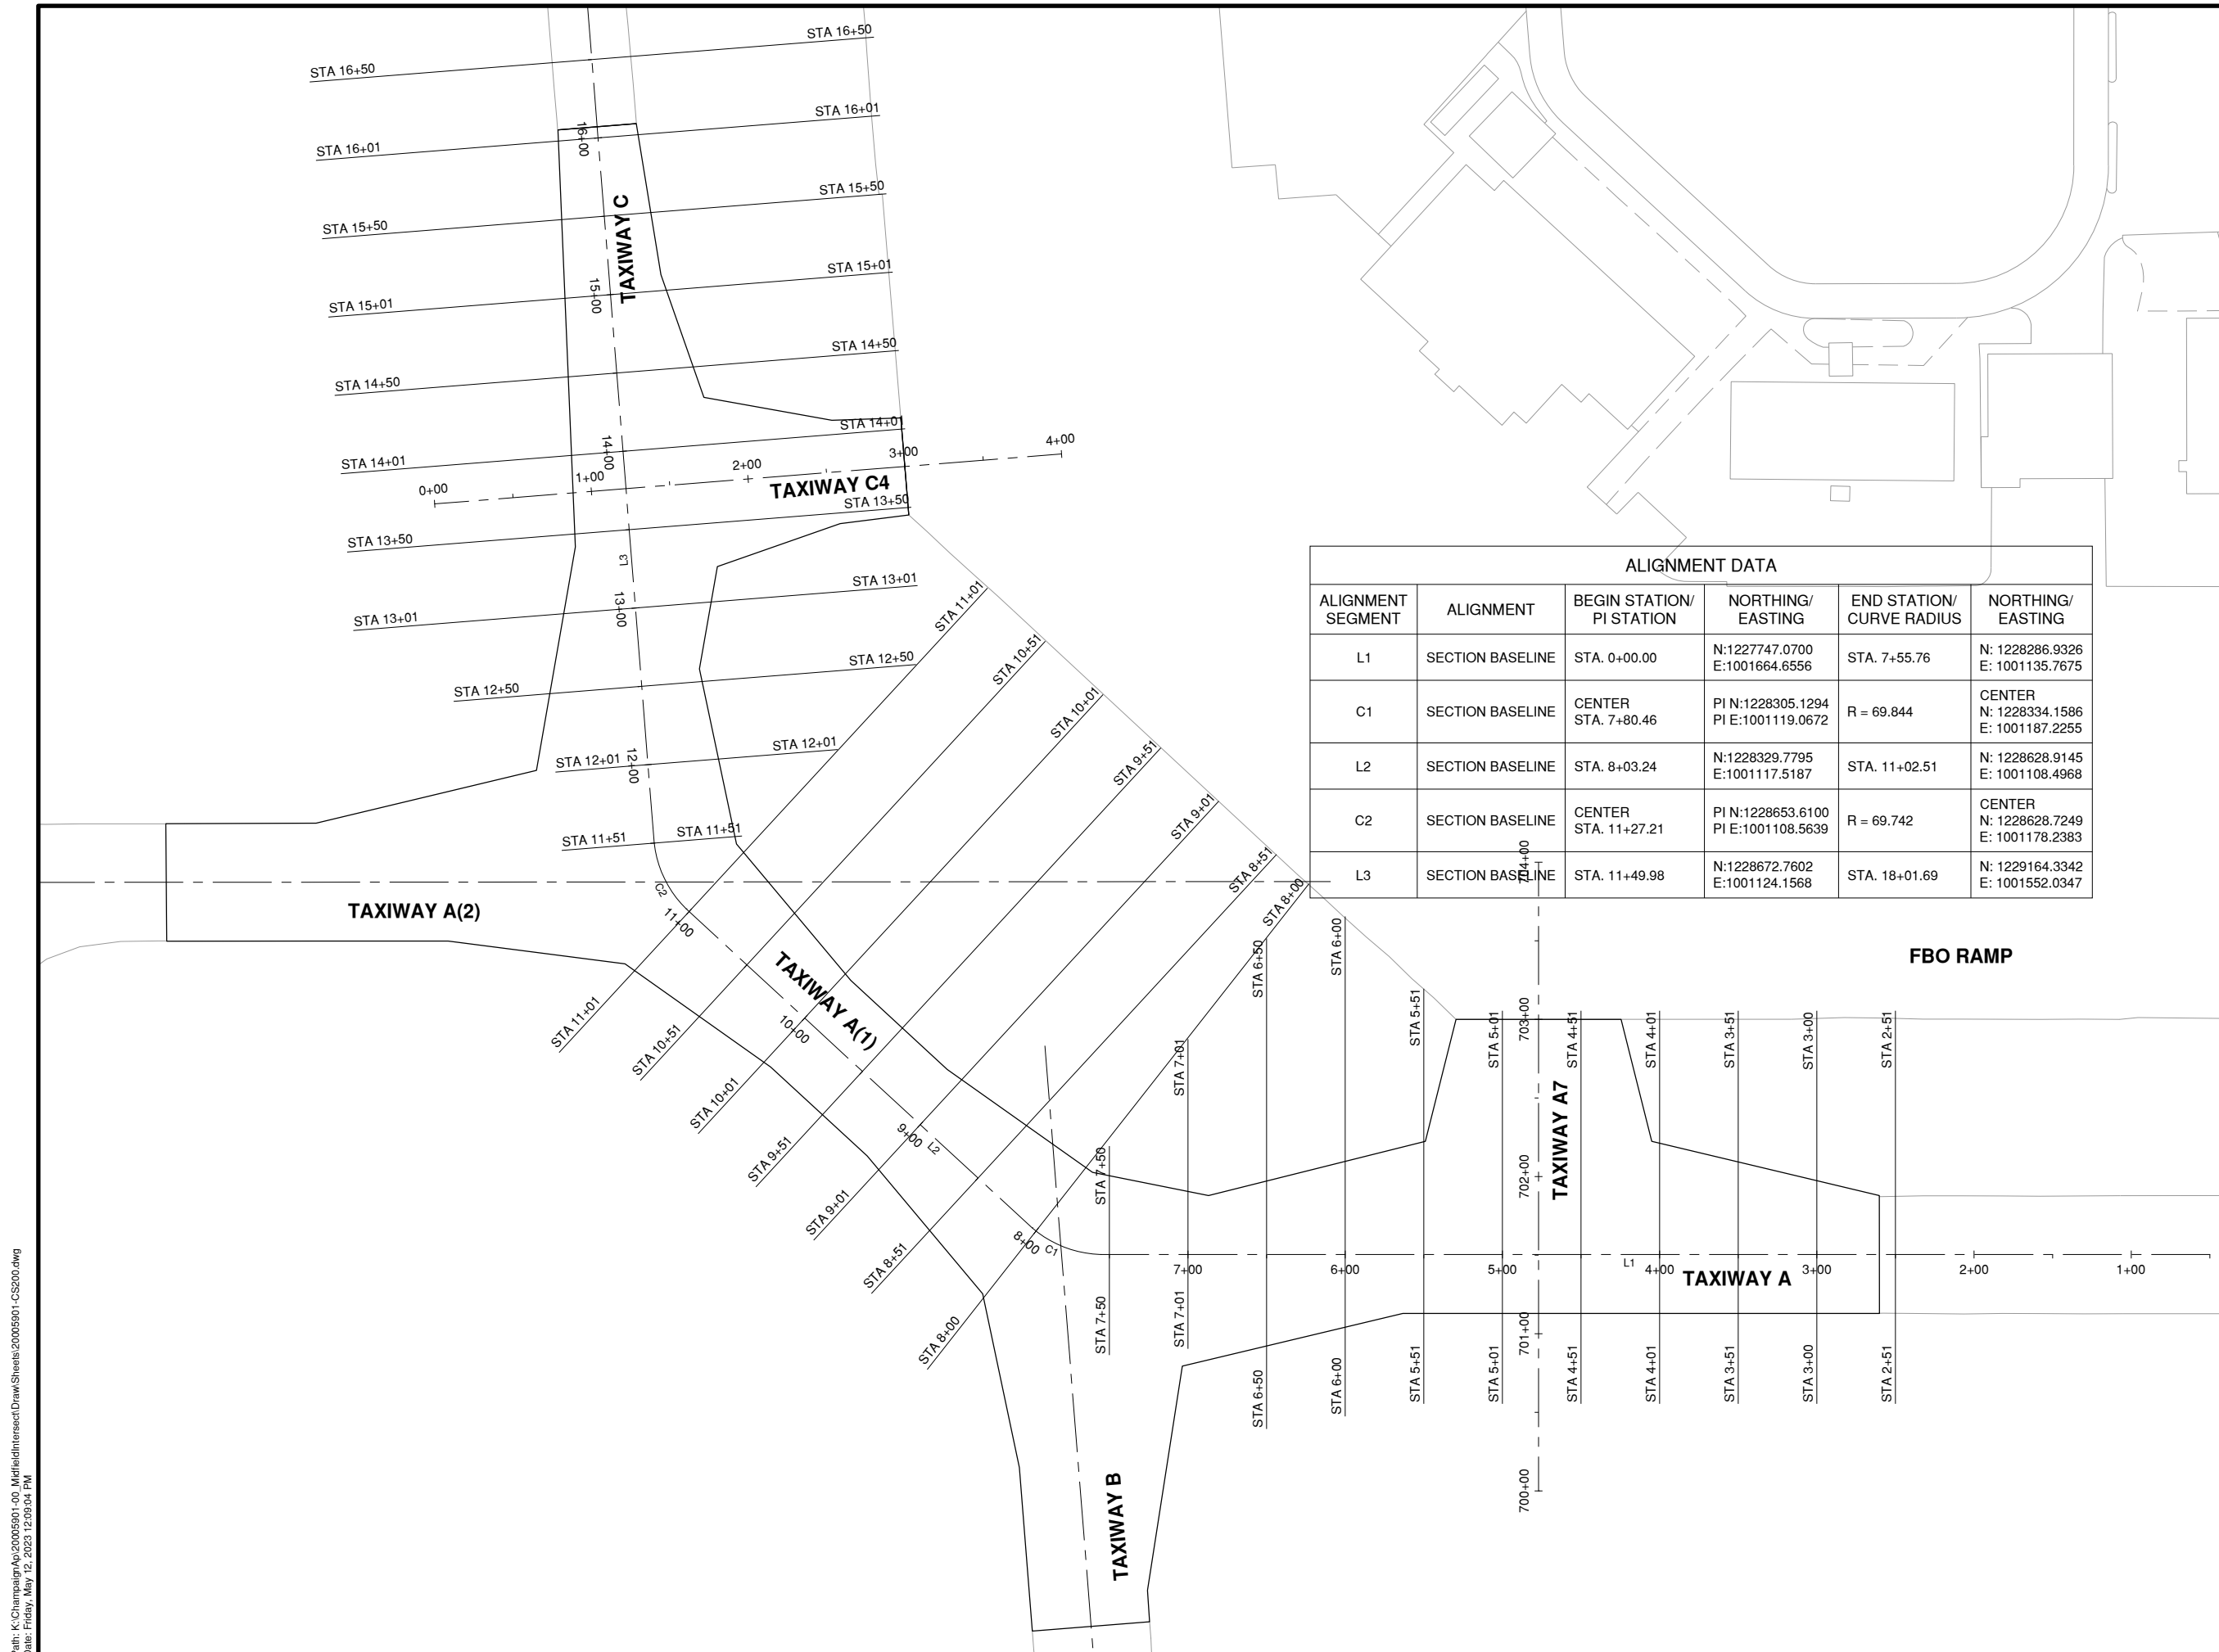 STA 16+50
STA 16+50
STA 16+01
STA 16+01
16+00
STA 15+50
STA 15+50
TAXIWAY C
STA 15+01
STA 15+01
15+00
STA 14+50
STA 14+50
STA 14+01
STA 14+01
14+00
0+00
1+00
2+00
3+00
4+00
TAXIWAY C4
STA 13+50
STA 13+50
L3
STA 13+01
STA 13+01
13+00
STA 12+50
STA 12+50
STA 12+01
STA 12+01
12+00
STA 11+51
STA 11+51
C2
11+00
TAXIWAY A(2)
STA 11+01
STA 10+51
STA 10+01
STA 9+51
STA 9+01
STA 8+51
STA 8+00
ALIGNMENT DATA
ALIGNMENT SEGMENT
ALIGNMENT
BEGIN STATION/ PI STATION
NORTHING/ EASTING
END STATION/ CURVE RADIUS
NORTHING/ EASTING
L1
SECTION BASELINE
STA. 0+00.00
N:1227747.0700
E:1001664.6556
STA. 7+55.76
N: 1228286.9326
E: 1001135.7675
C1
SECTION BASELINE
CENTER
STA. 7+80.46
PI N:1228305.1294
PI E:1001119.0672
R = 69.844
CENTER
N: 1228334.1586
E: 1001187.2255
L2
SECTION BASELINE
STA. 8+03.24
N:1228329.7795
E:1001117.5187
STA. 11+02.51
N: 1228628.9145
E: 1001108.4968
C2
SECTION BASELINE
CENTER
STA. 11+27.21
PI N:1228653.6100
PI E:1001108.5639
R = 69.742
CENTER
N: 1228628.7249
E: 1001178.2383
L3
SECTION BASELINE
STA. 11+49.98
N:1228672.7602
E:1001124.1568
STA. 18+01.69
N: 1229164.3342
E: 1001552.0347
704+00
FBO RAMP
TAXIWAY A(1)
10+00
9+00
L2
8+00
C1
STA 11+01
STA 10+51
STA 10+01
STA 9+51
STA 9+01
STA 8+51
STA 8+00
STA 7+50
STA 7+01
STA 6+50
STA 6+00
STA 5+51
STA 5+01
703+00
STA 4+51
STA 4+01
STA 3+51
STA 3+00
STA 2+51
TAXIWAY A7
702+00
7+00
6+00
5+00
L1
4+00
TAXIWAY A
3+00
2+00
1+00
701+00
STA 7+50
STA 7+01
STA 6+50
STA 6+00
STA 5+51
STA 5+01
STA 4+51
STA 4+01
STA 3+51
STA 3+00
STA 2+51
700+00
TAXIWAY B
Path: K:\ChampaignAp\20005901-00_MidfieldIntersect\Draw\Sheets\20005901-CS200.dwg
Date: Friday, May 12, 2023 12:09:04 PM